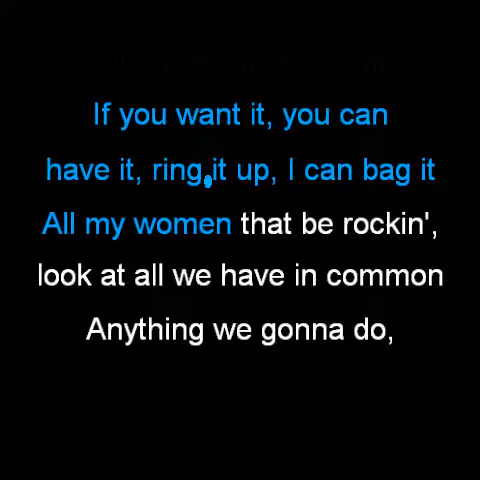 If you want it, you can
have it, ring it up, I can bag it
All my women that be rockin',
look at all we have in common
Anything we gonna do,